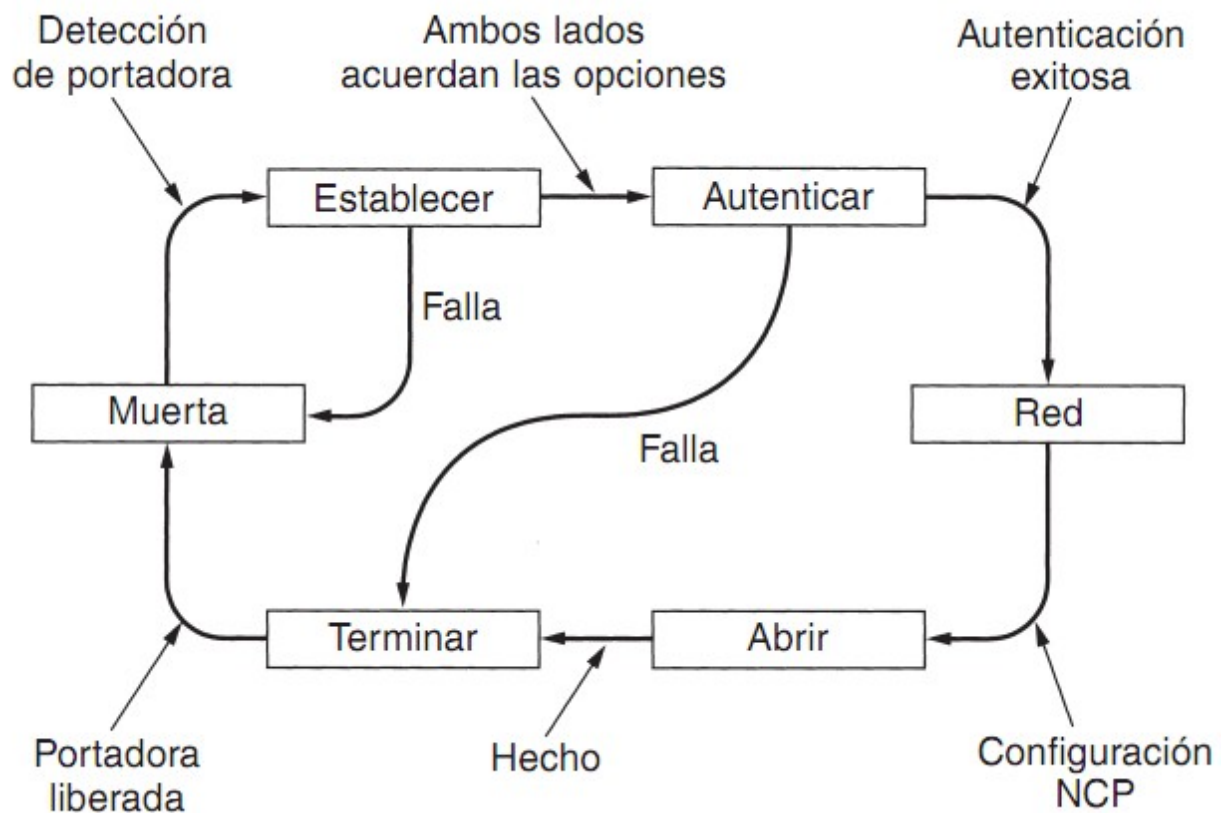 Detección
de portadora
Ambos lados
acuerdan las opciones
Autenticación
exitosa
Establecer
Autenticar
Falla
Muerta
Red
Falla
Terminar
Abrir
Portadora
liberada
Hecho
Configuración
NCP